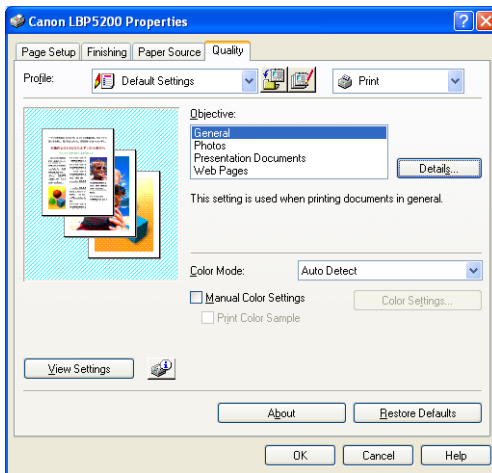 Canon LBP5200 Properties
Page Setup Finishing Paper Source Quality
Profile: Default Settings Print
Objective:
General
Photos
Presentation Documents
Web Pages
Details...
This setting is used when printing documents in general.
Color Mode: Auto Detect
Manual Color Settings Color Settings...
Print Color Sample
View Settings
About Restore Defaults
OK Cancel Help